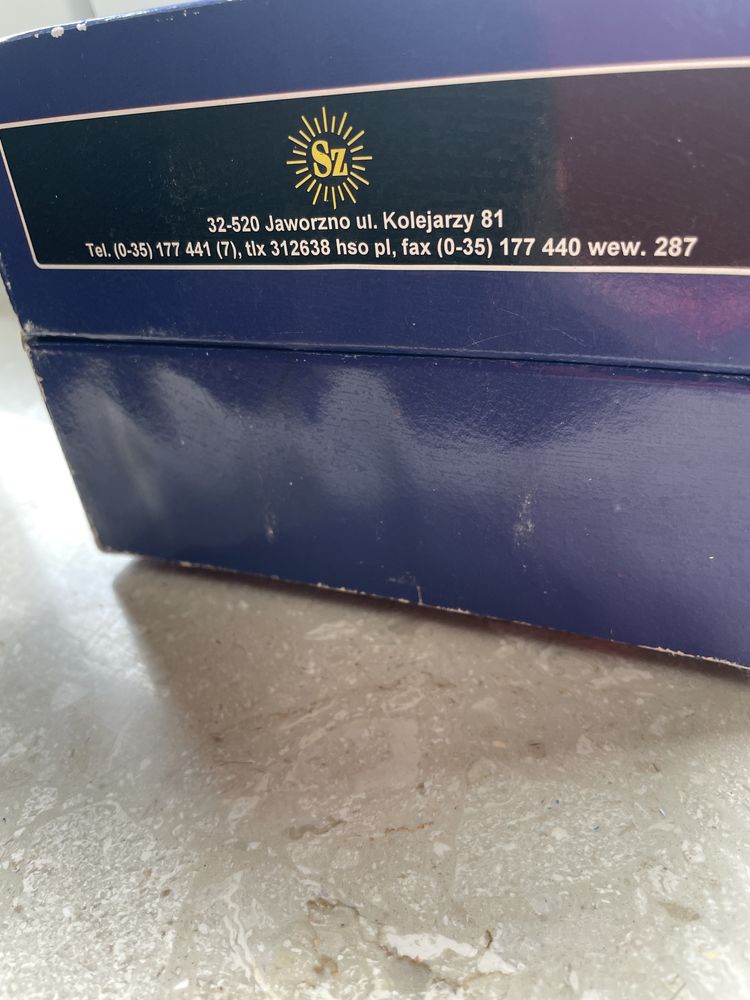 Sz
32-520 Jaworzno ul. Kolejarzy 81
Tel. (0-35) 177 441 (7), tlx 312638 hso pl, fax (0-35) 177 440 wew. 287